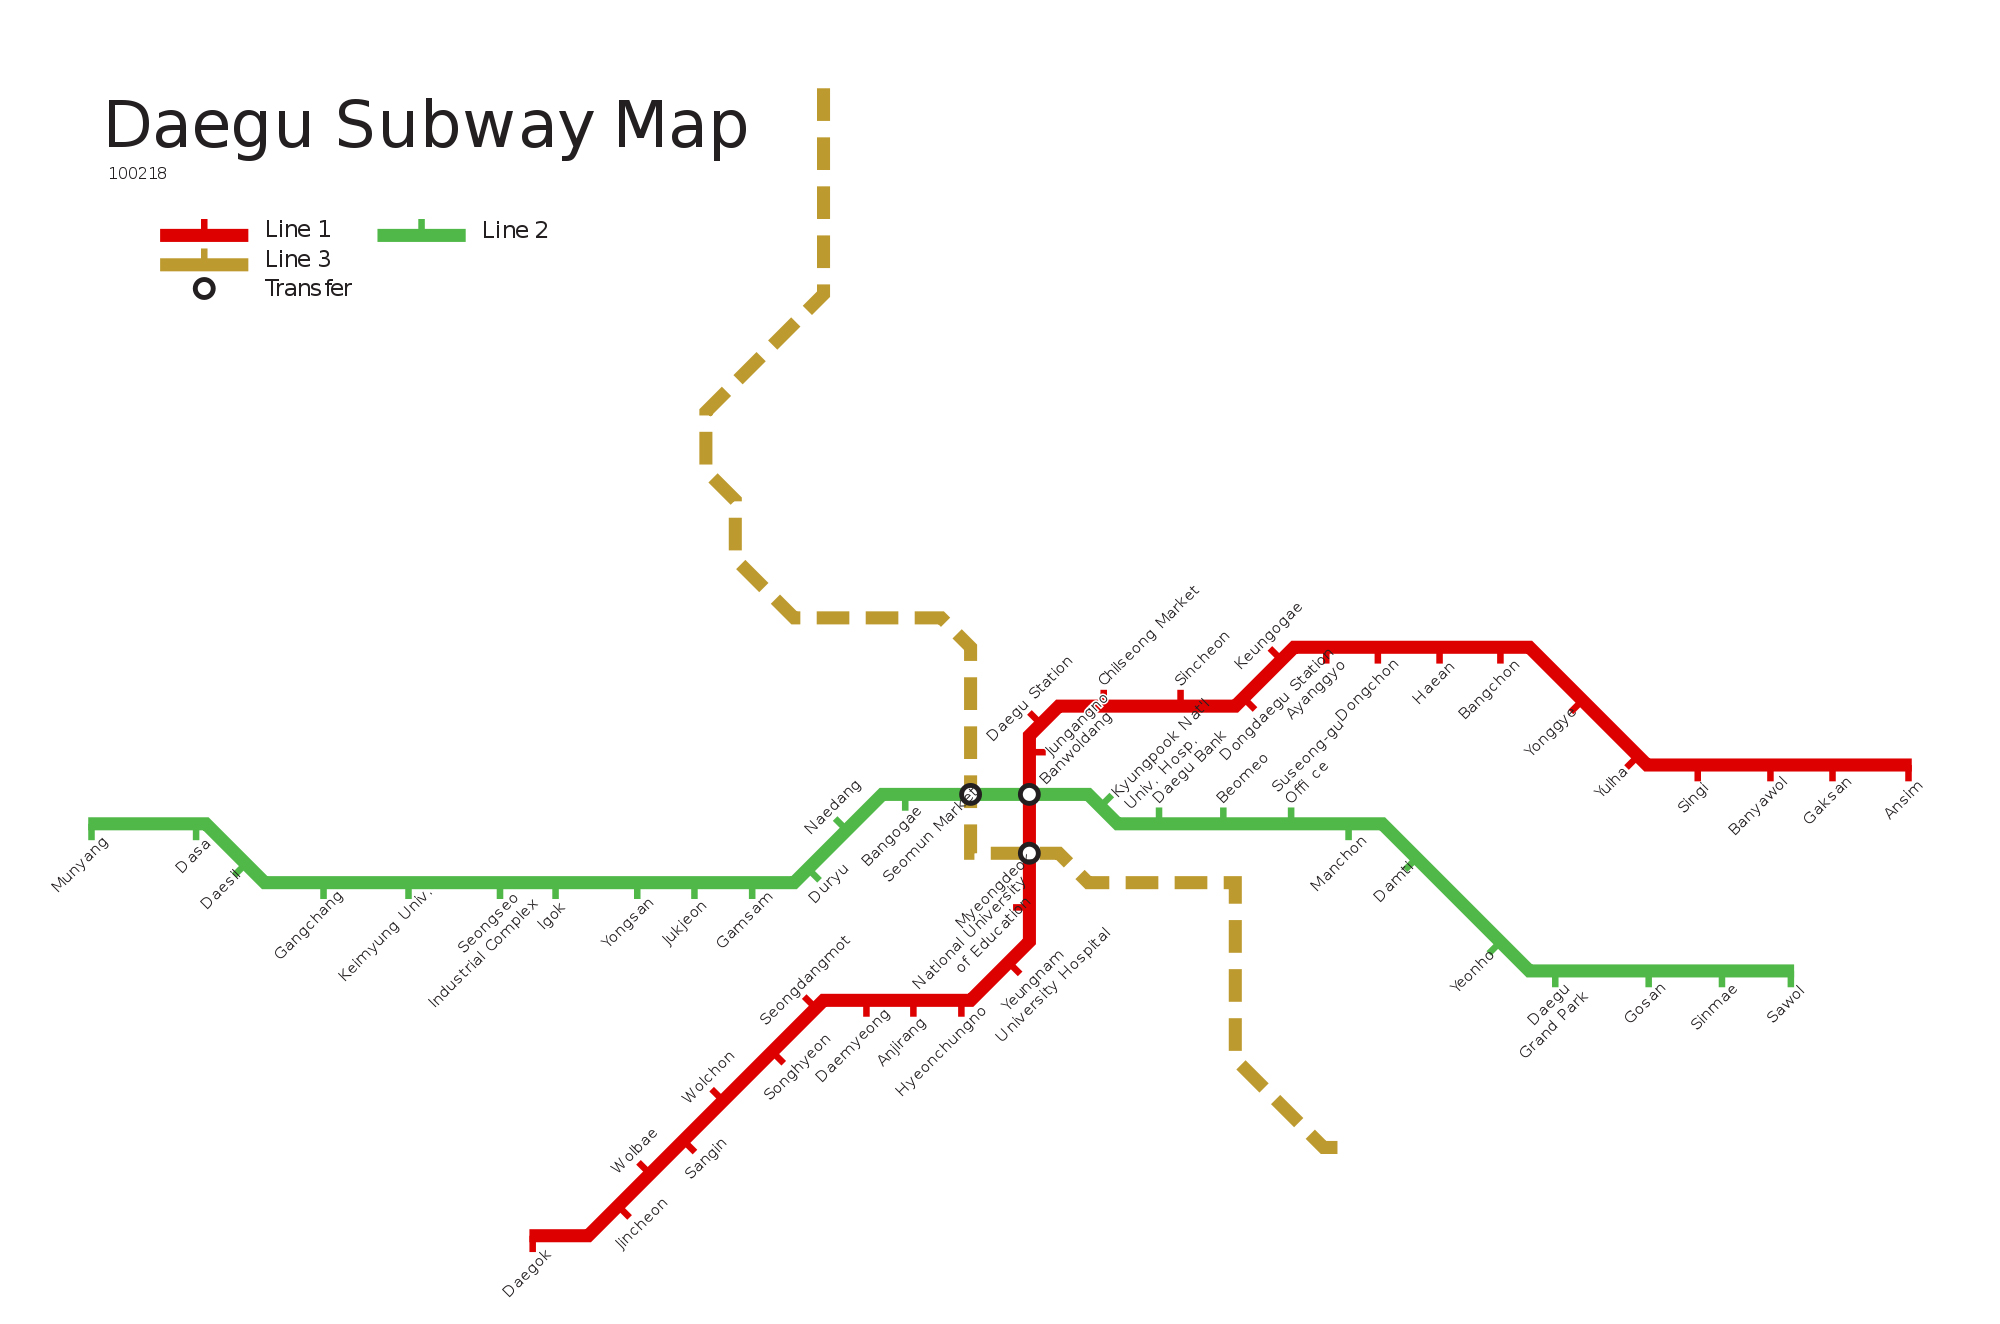 Daegu Subway Map
100218
Line 1
Line 2
Line 3
Transfer
Daegu Station
Chilseong Market
Sincheon
Keungogae
Jungangno
Banwoldang
Kyungpook Nat'l
Univ. Hosp.
Daegu Bank
Dongdaegu Station
Ayanggyo
Dongchon
Haean
Bangchon
Yonggye
Yulha
Singi
Banyawol
Gaksan
Ansim
Beomeo
Suseong-gu
Office
Manchon
Damti
Yeonho
Daegu
Grand Park
Gosan
Sinmae
Sawol
Munyang
Dasa
Daesil
Gangchang
Keimyung Univ.
Seongseo
Industrial Complex
Igok
Yongsan
Jukjeon
Gamsam
Duryu
Naedang
Bangogae
Seomun Market
Myeongdeok
National University
of Education
Yeungnam
University Hospital
Hyeonchungno
Anjirang
Daemyeong
Seongdangmot
Songhyeon
Wolchon
Sangin
Wolbae
Jincheon
Daegok